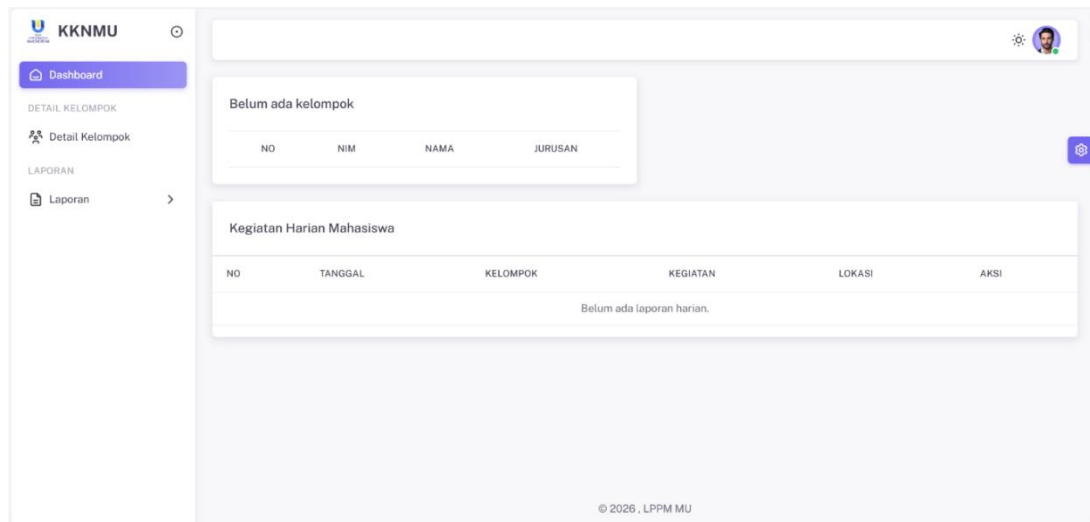 KKNMU
Dashboard
DETAIL KELOMPOK
Detail Kelompok
LAPORAN
Laporan
Belum ada kelompok
NO NIM NAMA JURUSAN
Kegiatan Harian Mahasiswa
NO TANGGAL KELOMPOK KEGIATAN LOKASI AKSI
Belum ada laporan harian.
© 2026 , LPPM MU